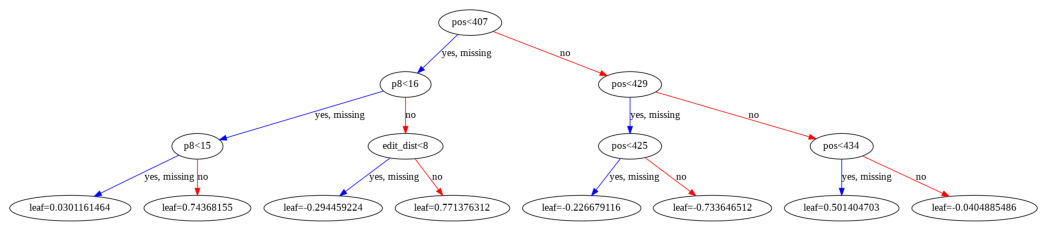 pos<407
yes, missing
no
p8<16
pos<429
yes, missing
no
yes, missing
no
p8<15
edit_dist<8
pos<425
pos<434
yes, missing
no
yes, missing
no
yes, missing
no
yes, missing
no
leaf=0.0301161464
leaf=0.74368155
leaf=-0.294459224
leaf=0.771376312
leaf=-0.226679116
leaf=-0.733646512
leaf=0.501404703
leaf=-0.0404885486